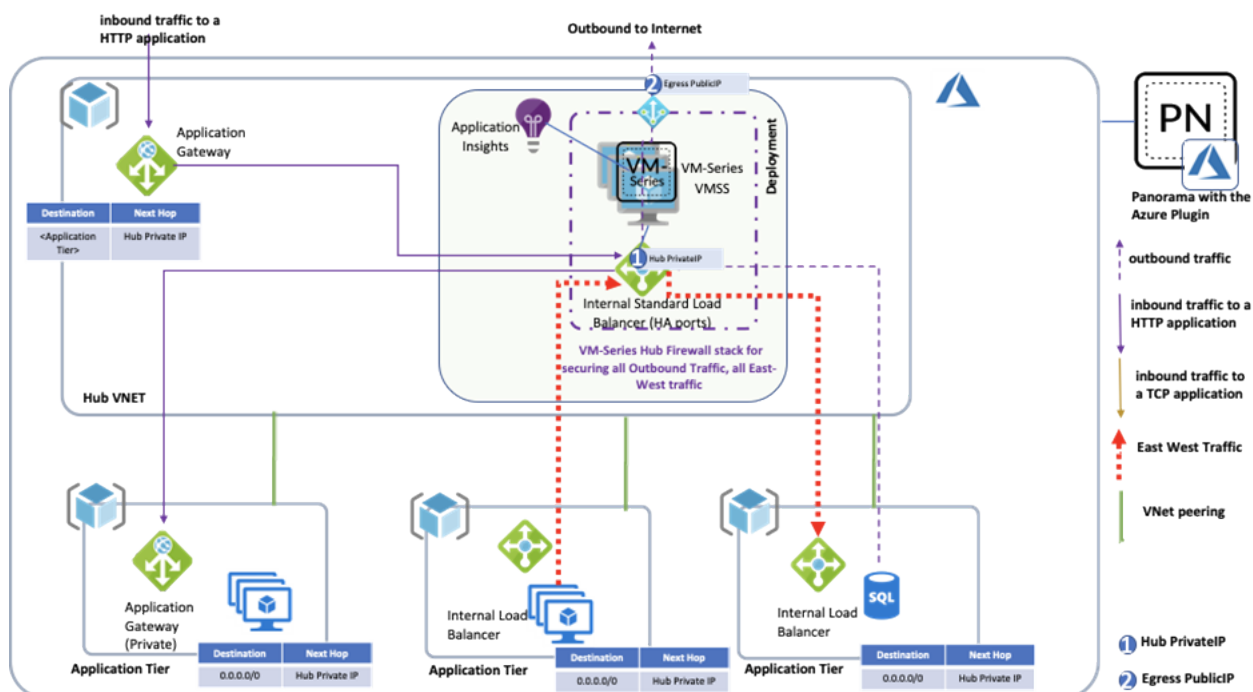 inbound traffic to a
HTTP application
Outbound to Internet
2 Egress PublicIP
Application
Gateway
Application
Insights
VM-
Series
VM-Series
VMSS
Deployment
PN
Panorama with the
Azure Plugin
Destination Next Hop
<Application
Tier> Hub Private IP
1 Hub PrivateIP
Internal Standard Load
Balancer (HA ports)
VM-Series Hub Firewall stack for
securing all Outbound Traffic, all East-
West traffic
Hub VNET
outbound traffic
inbound traffic to a
HTTP application
inbound traffic to
a TCP application
East West Traffic
VNet peering
1 Hub PrivateIP
2 Egress PublicIP
Application
Gateway
(Private)
Application Tier
Destination Next Hop
0.0.0.0/0 Hub Private IP
Internal Load
Balancer
Application Tier
Destination Next Hop
0.0.0.0/0 Hub Private IP
SQL
Internal Load
Balancer
Application Tier
Destination Next Hop
0.0.0.0/0 Hub Private IP